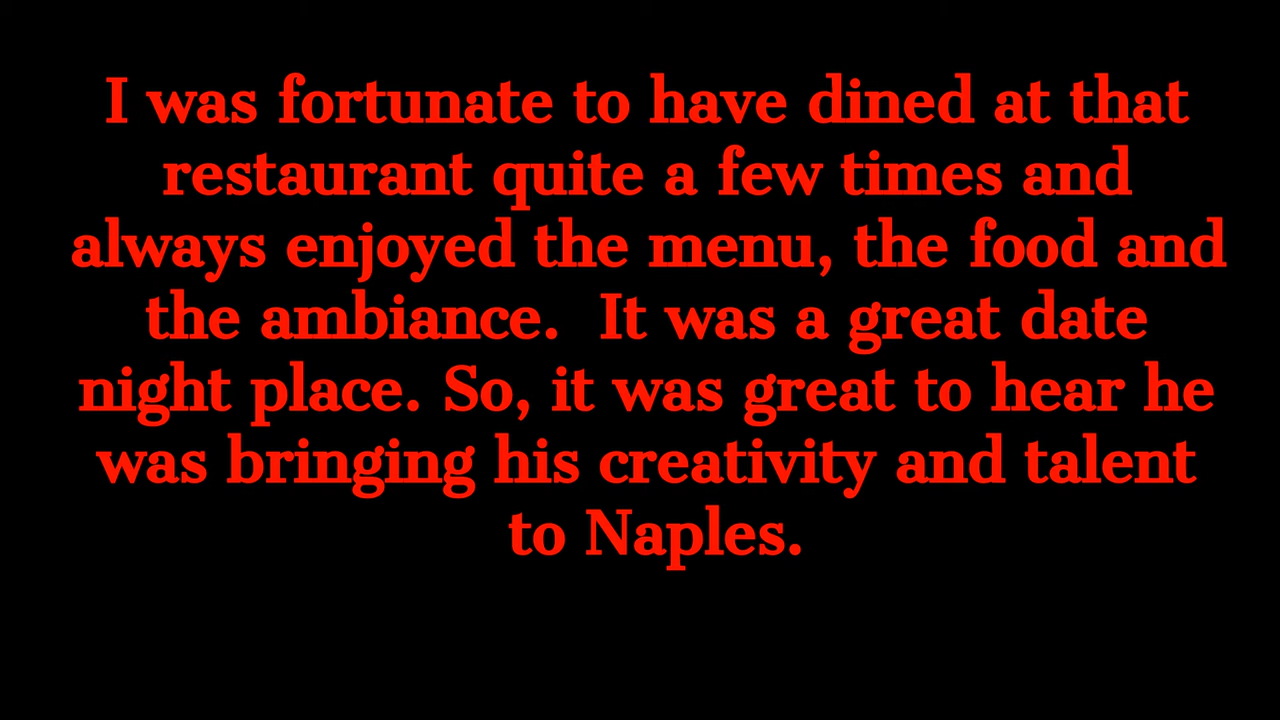 I was fortunate to have dined at that
restaurant quite a few times and
always enjoyed the menu, the food and
the ambiance.  It was a great date
night place. So, it was great to hear he
was bringing his creativity and talent
to Naples.